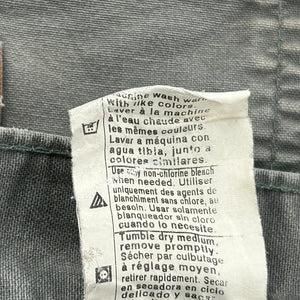 Machine wash warm
with like colors.
Laver à la machine
à l'eau chaude avec
les mêmes couleurs.
Lavar a máquina con
agua tibia, junto a
colores similares.
Use only non-chlorine bleach
when needed. Utiliser
uniquement des agents de
blanchiment sans chlore, au
besoin. Usar solamente
blanqueador sin cloro
cuando lo necesite.
Tumble dry medium,
remove promptly.
Sécher par culbutage
à réglage moyen,
retirer rapidement. Secar
en secadora en ciclo
delicado y sacar